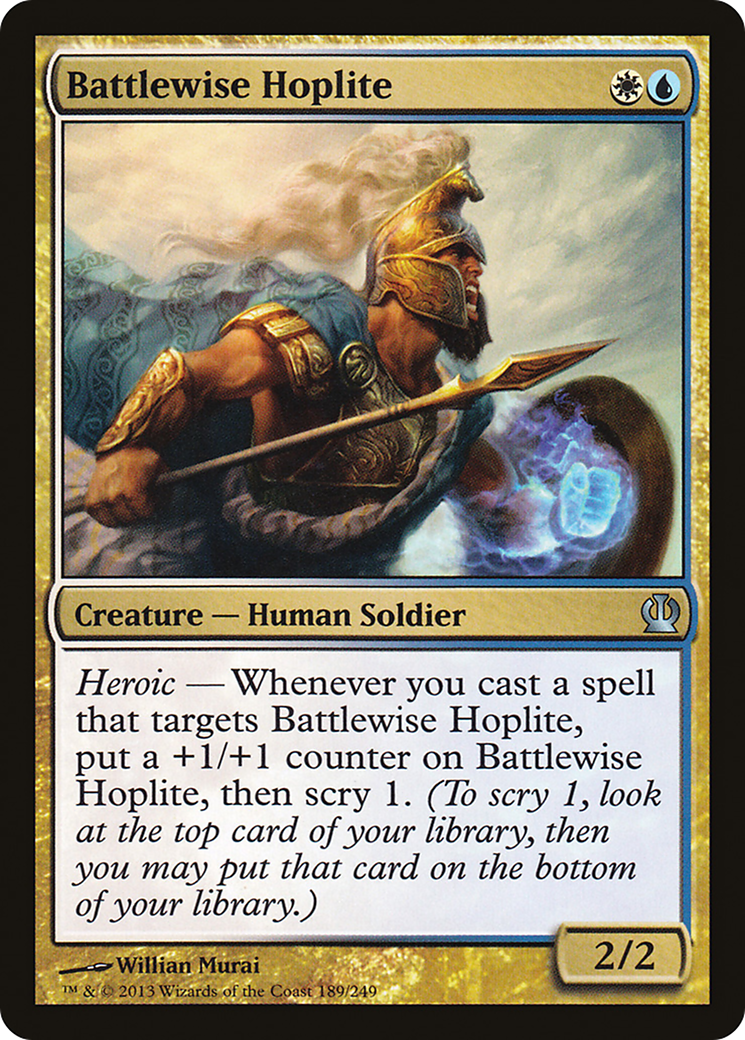 Battlewise Hoplite
Creature — Human Soldier
Heroic — Whenever you cast a spell
that targets Battlewise Hoplite,
put a +1/+1 counter on Battlewise
Hoplite, then scry 1. (To scry 1, look
at the top card of your library, then
you may put that card on the bottom
of your library.)
2/2
Willian Murai
™ & © 2013 Wizards of the Coast 189/249